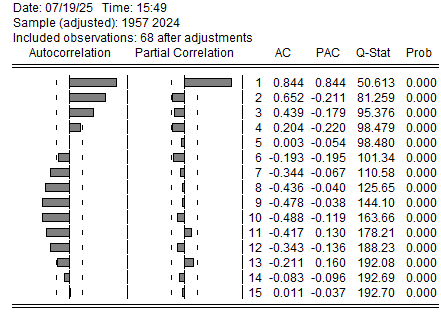 Date: 07/19/25 Time: 15:49
Sample (adjusted): 1957 2024
Included observations: 68 after adjustments
Autocorrelation Partial Correlation AC PAC Q-Stat Prob
1 0.844 0.844 50.613 0.000
2 0.652 -0.211 81.259 0.000
3 0.439 -0.179 95.376 0.000
4 0.204 -0.220 98.479 0.000
5 0.003 -0.054 98.480 0.000
6 -0.193 -0.195 101.34 0.000
7 -0.344 -0.067 110.58 0.000
8 -0.436 -0.040 125.65 0.000
9 -0.478 -0.038 144.10 0.000
10 -0.488 -0.119 163.66 0.000
11 -0.417 0.130 178.21 0.000
12 -0.343 -0.136 188.23 0.000
13 -0.211 0.160 192.08 0.000
14 -0.083 -0.096 192.69 0.000
15 0.011 -0.037 192.70 0.000